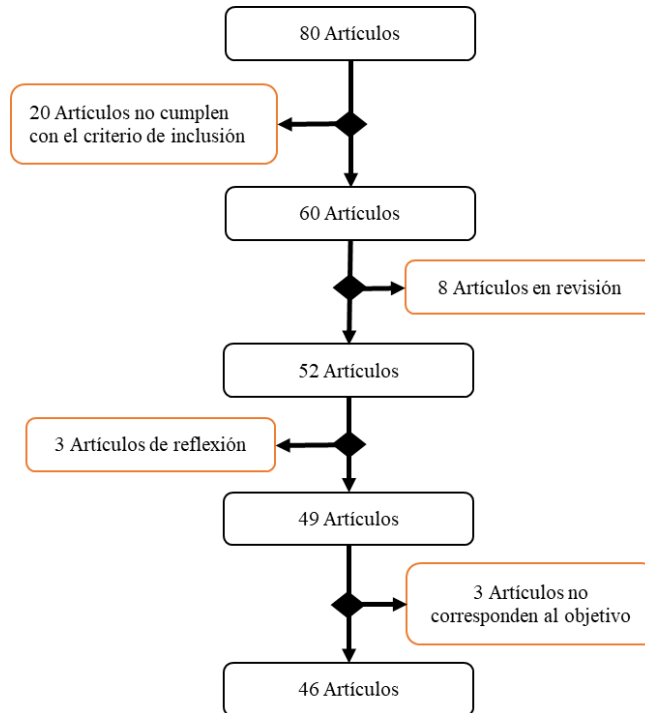 80 Artículos
20 Artículos no cumplen
con el criterio de inclusión
60 Artículos
8 Artículos en revisión
52 Artículos
3 Artículos de reflexión
49 Artículos
3 Artículos no
corresponden al objetivo
46 Artículos